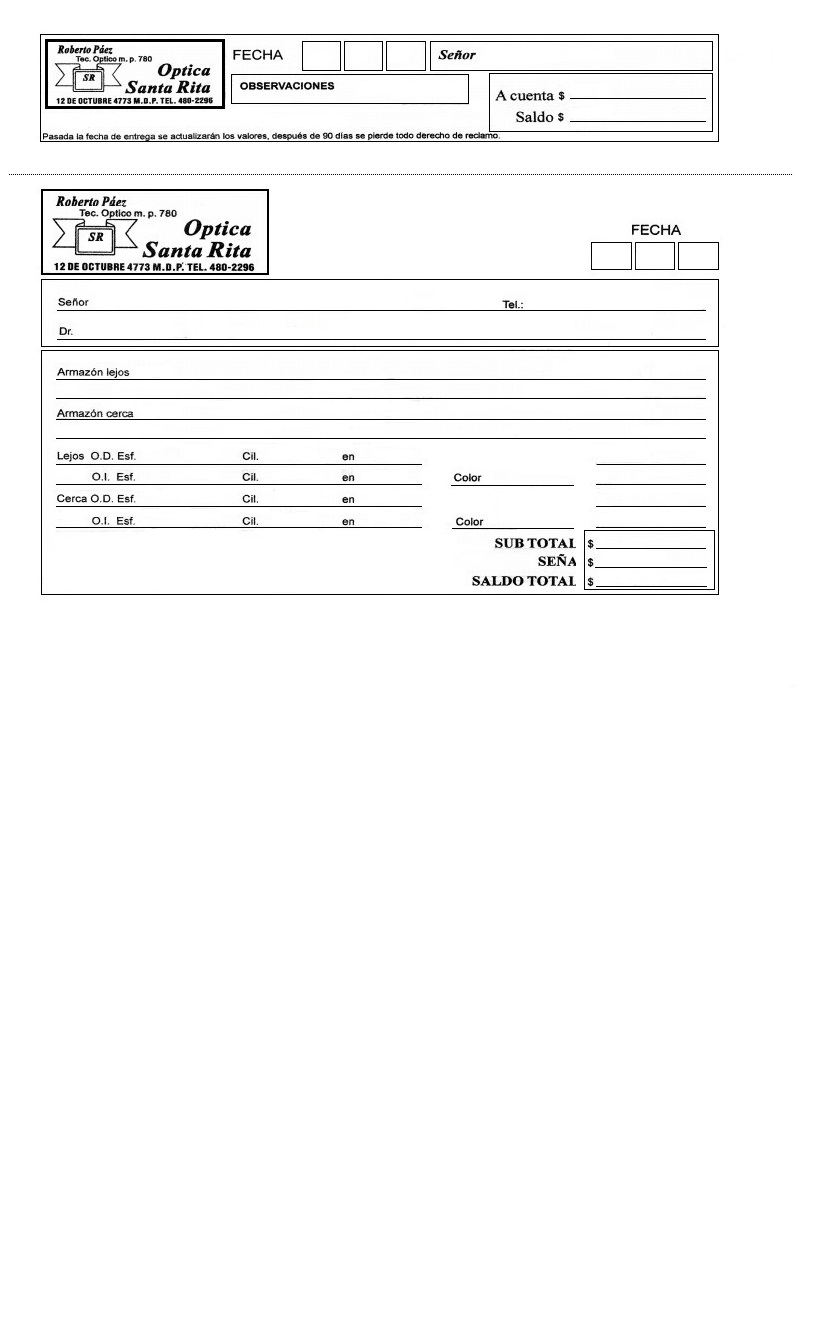 Roberto Páez
Tec. Optico m. p. 780
SR
Optica
Santa Rita
12 DE OCTUBRE 4773 M.D.P. TEL. 480-2296
FECHA
Señor
OBSERVACIONES
A cuenta $
Saldo $
Pasada la fecha de entrega se actualizarán los valores, después de 90 días se pierde todo derecho de reclamo.
Roberto Páez
Tec. Optico m. p. 780
SR
Optica
Santa Rita
12 DE OCTUBRE 4773 M.D.P. TEL. 480-2296
FECHA
Señor Tel.:
Dr.
Armazón lejos
Armazón cerca
Lejos O.D. Esf. Cil. en
O.I. Esf. Cil. en Color
Cerca O.D. Esf. Cil. en
O.I. Esf. Cil. en Color
SUB TOTAL $
SEÑA $
SALDO TOTAL $